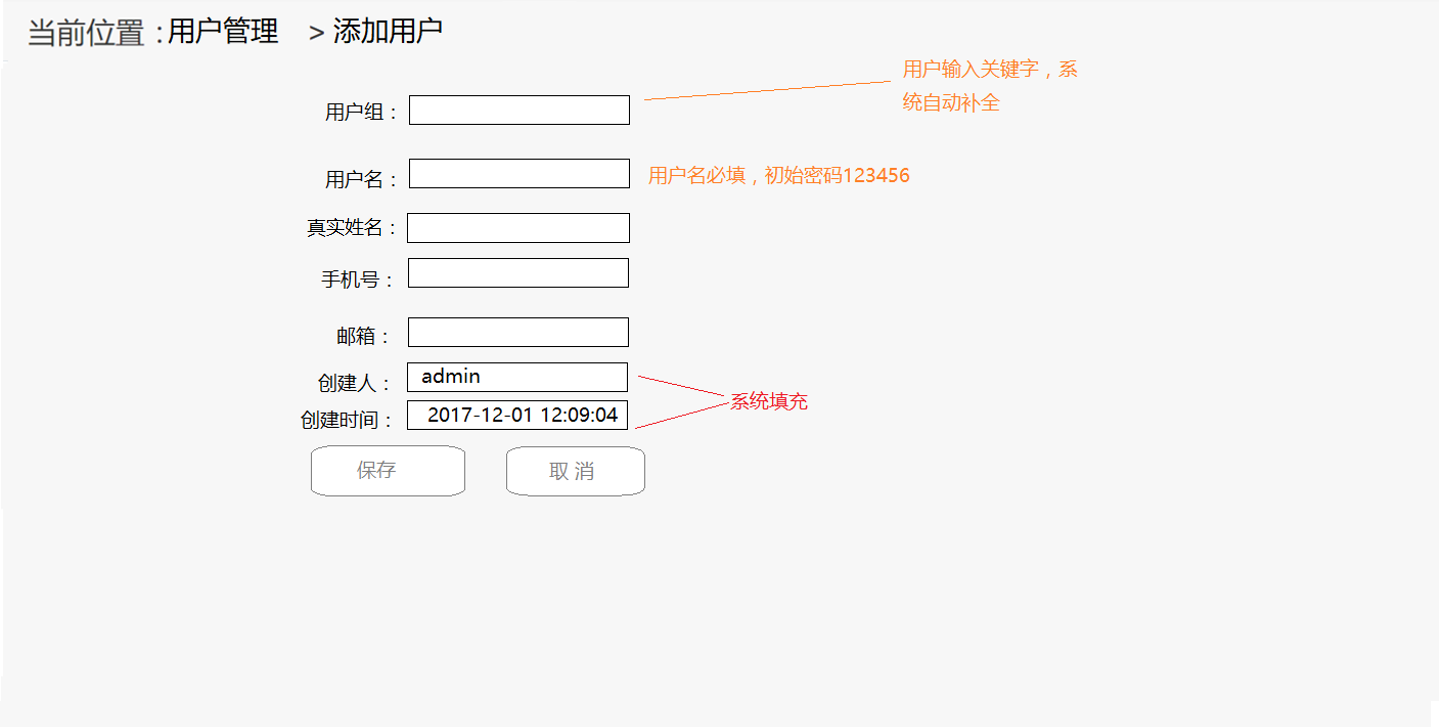 当前位置：用户管理 > 添加用户
用户输入关键字，系
统自动补全
用户组：
用户名： 用户名必填，初始密码123456
真实姓名：
手机号：
邮箱：
创建人： admin
系统填充
创建时间： 2017-12-01 12:09:04
保存 取 消